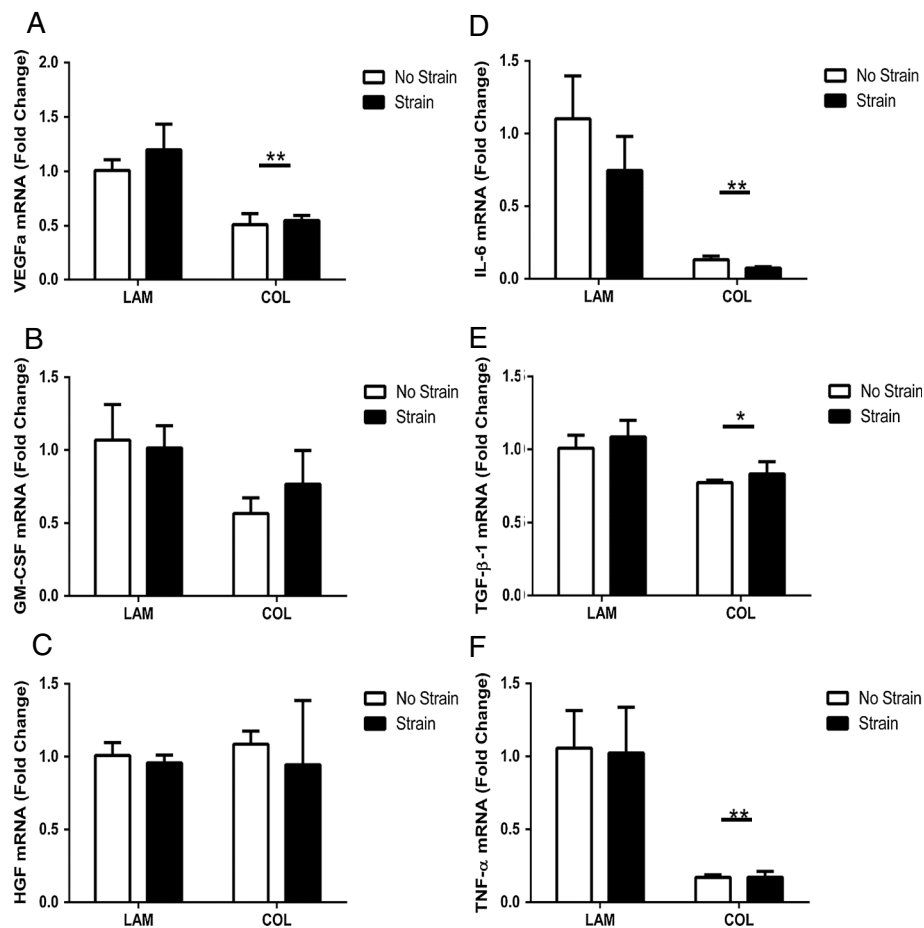 A
VEGFa mRNA (Fold Change)
2.0
1.5
1.0
0.5
0.0
**
LAM
COL
No Strain
Strain
B
GM-CSF mRNA (Fold Change)
1.5
1.0
0.5
0.0
LAM
COL
No Strain
Strain
C
HGF mRNA (Fold Change)
1.5
1.0
0.5
0.0
LAM
COL
No Strain
Strain
D
IL-6 mRNA (Fold Change)
1.5
1.0
0.5
0.0
**
LAM
COL
No Strain
Strain
E
TGF-β-1 mRNA (Fold Change)
1.5
1.0
0.5
0.0
*
LAM
COL
No Strain
Strain
F
TNF-α mRNA (Fold Change)
1.5
1.0
0.5
0.0
**
LAM
COL
No Strain
Strain